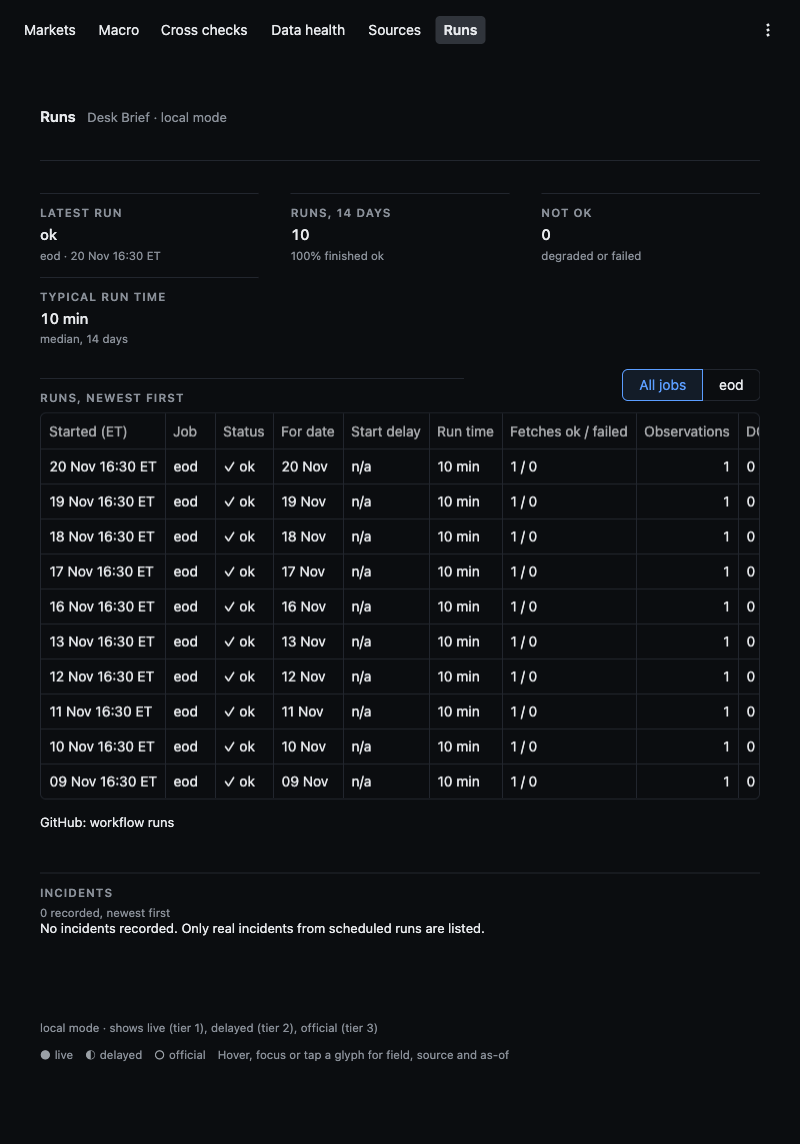 Markets Macro Cross checks Data health Sources Runs
Runs Desk Brief · local mode
LATEST RUN
ok
eod · 20 Nov 16:30 ET
RUNS, 14 DAYS
10
100% finished ok
NOT OK
0
degraded or failed
TYPICAL RUN TIME
10 min
median, 14 days
RUNS, NEWEST FIRST
All jobs eod
Started (ET) Job Status For date Start delay Run time Fetches ok / failed Observations
20 Nov 16:30 ET eod ✓ ok 20 Nov n/a 10 min 1 / 0 1 0
19 Nov 16:30 ET eod ✓ ok 19 Nov n/a 10 min 1 / 0 1 0
18 Nov 16:30 ET eod ✓ ok 18 Nov n/a 10 min 1 / 0 1 0
17 Nov 16:30 ET eod ✓ ok 17 Nov n/a 10 min 1 / 0 1 0
16 Nov 16:30 ET eod ✓ ok 16 Nov n/a 10 min 1 / 0 1 0
13 Nov 16:30 ET eod ✓ ok 13 Nov n/a 10 min 1 / 0 1 0
12 Nov 16:30 ET eod ✓ ok 12 Nov n/a 10 min 1 / 0 1 0
11 Nov 16:30 ET eod ✓ ok 11 Nov n/a 10 min 1 / 0 1 0
10 Nov 16:30 ET eod ✓ ok 10 Nov n/a 10 min 1 / 0 1 0
09 Nov 16:30 ET eod ✓ ok 09 Nov n/a 10 min 1 / 0 1 0
GitHub: workflow runs
INCIDENTS
0 recorded, newest first
No incidents recorded. Only real incidents from scheduled runs are listed.
local mode · shows live (tier 1), delayed (tier 2), official (tier 3)
● live ◐ delayed ○ official Hover, focus or tap a glyph for field, source and as-of